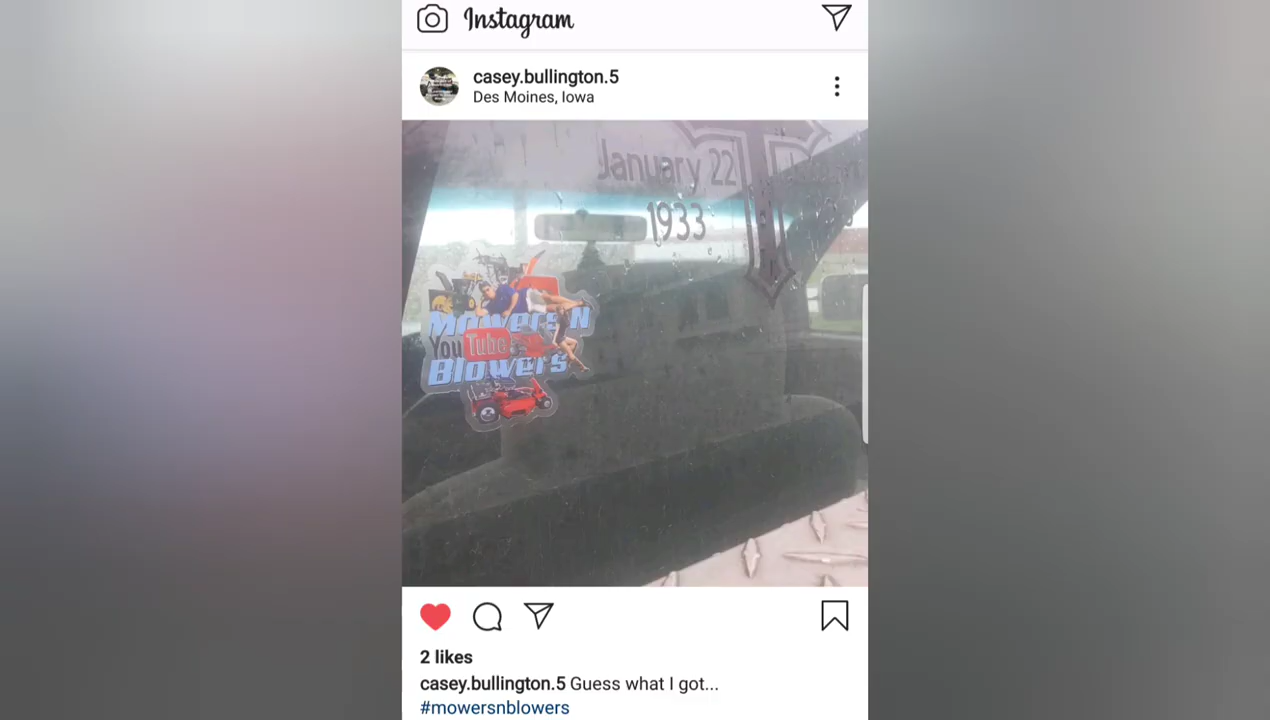 Instagram
casey.bullington.5
Des Moines, Iowa
January 22
1933
Mowers N
YouTube
Blowers
2 likes
casey.bullington.5 Guess what I got...
#mowersnblowers